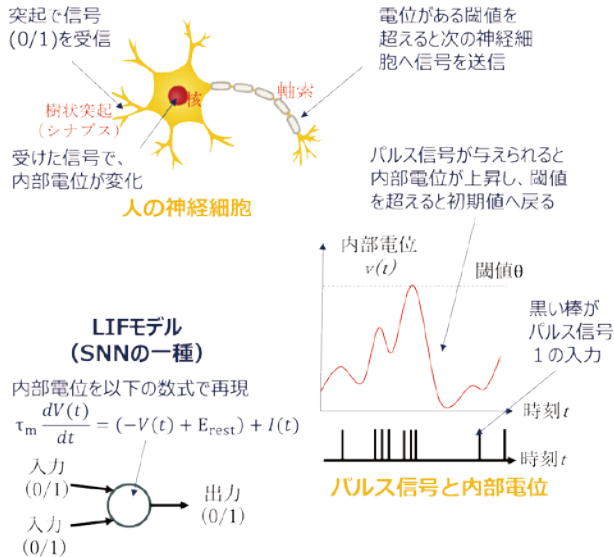 突起で信号
(0/1)を受信
電位がある閾値を
超えると次の神経細
胞へ信号を送信
核
軸索
樹状突起
(シナプス)
受けた信号で、
内部電位が変化
人の神経細胞
パルス信号が与えられると
内部電位が上昇し、閾値
を超えると初期値へ戻る
内部電位
v(t)
閾値θ
黒い棒が
パルス信号
1の入力
時刻t
時刻t
パルス信号と内部電位
LIFモデル
(SNNの一種)
内部電位を以下の数式で再現
τm dV(t)/dt = (−V(t) + Erest) + I(t)
入力
(0/1)
出力
(0/1)
入力
(0/1)